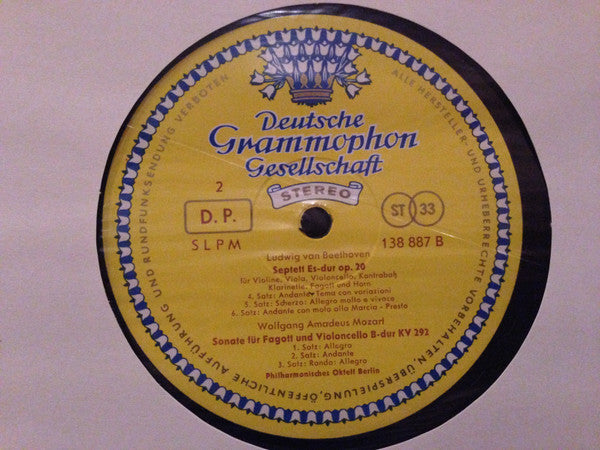 ALLE HERSTELLER- UND URHEBERRECHTE VORBEHALTEN, ÜBERSPIELUNG, ÖFFENTLICHE AUFFÜHRUNG UND RUNDFUNKSENDUNG VERBOTEN
Deutsche
Grammophon
Gesellschaft
STEREO
2
D. P.
ST 33
SLPM
138 887 B
Ludwig van Beethoven
Septett Es-dur op. 20
für Violine, Viola, Violoncello, Kontrabaß
Klarinette, Fagott und Horn
4. Satz: Andante. Tema con variazioni
5. Satz: Scherzo: Allegro molto e vivace
6. Satz: Andante con moto alla Marcia - Presto
Wolfgang Amadeus Mozart
Sonate für Fagott und Violoncello B-dur KV 292
1. Satz: Allegro
2. Satz: Andante
3. Satz: Rondo: Allegro
Philharmonisches Oktett Berlin